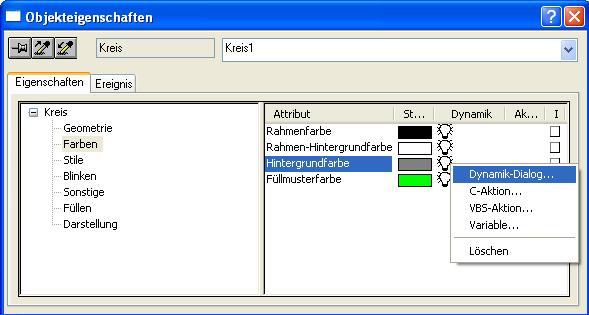 Objekteigenschaften
Kreis Kreis1
Eigenschaften Ereignis
Kreis
Geometrie
Farben
Stile
Blinken
Sonstige
Füllen
Darstellung
Attribut St... Dynamik Ak... I
Rahmenfarbe
Rahmen-Hintergrundfarbe
Hintergrundfarbe
Füllmusterfarbe
Dynamik-Dialog...
C-Aktion...
VBS-Aktion...
Variable...
Löschen